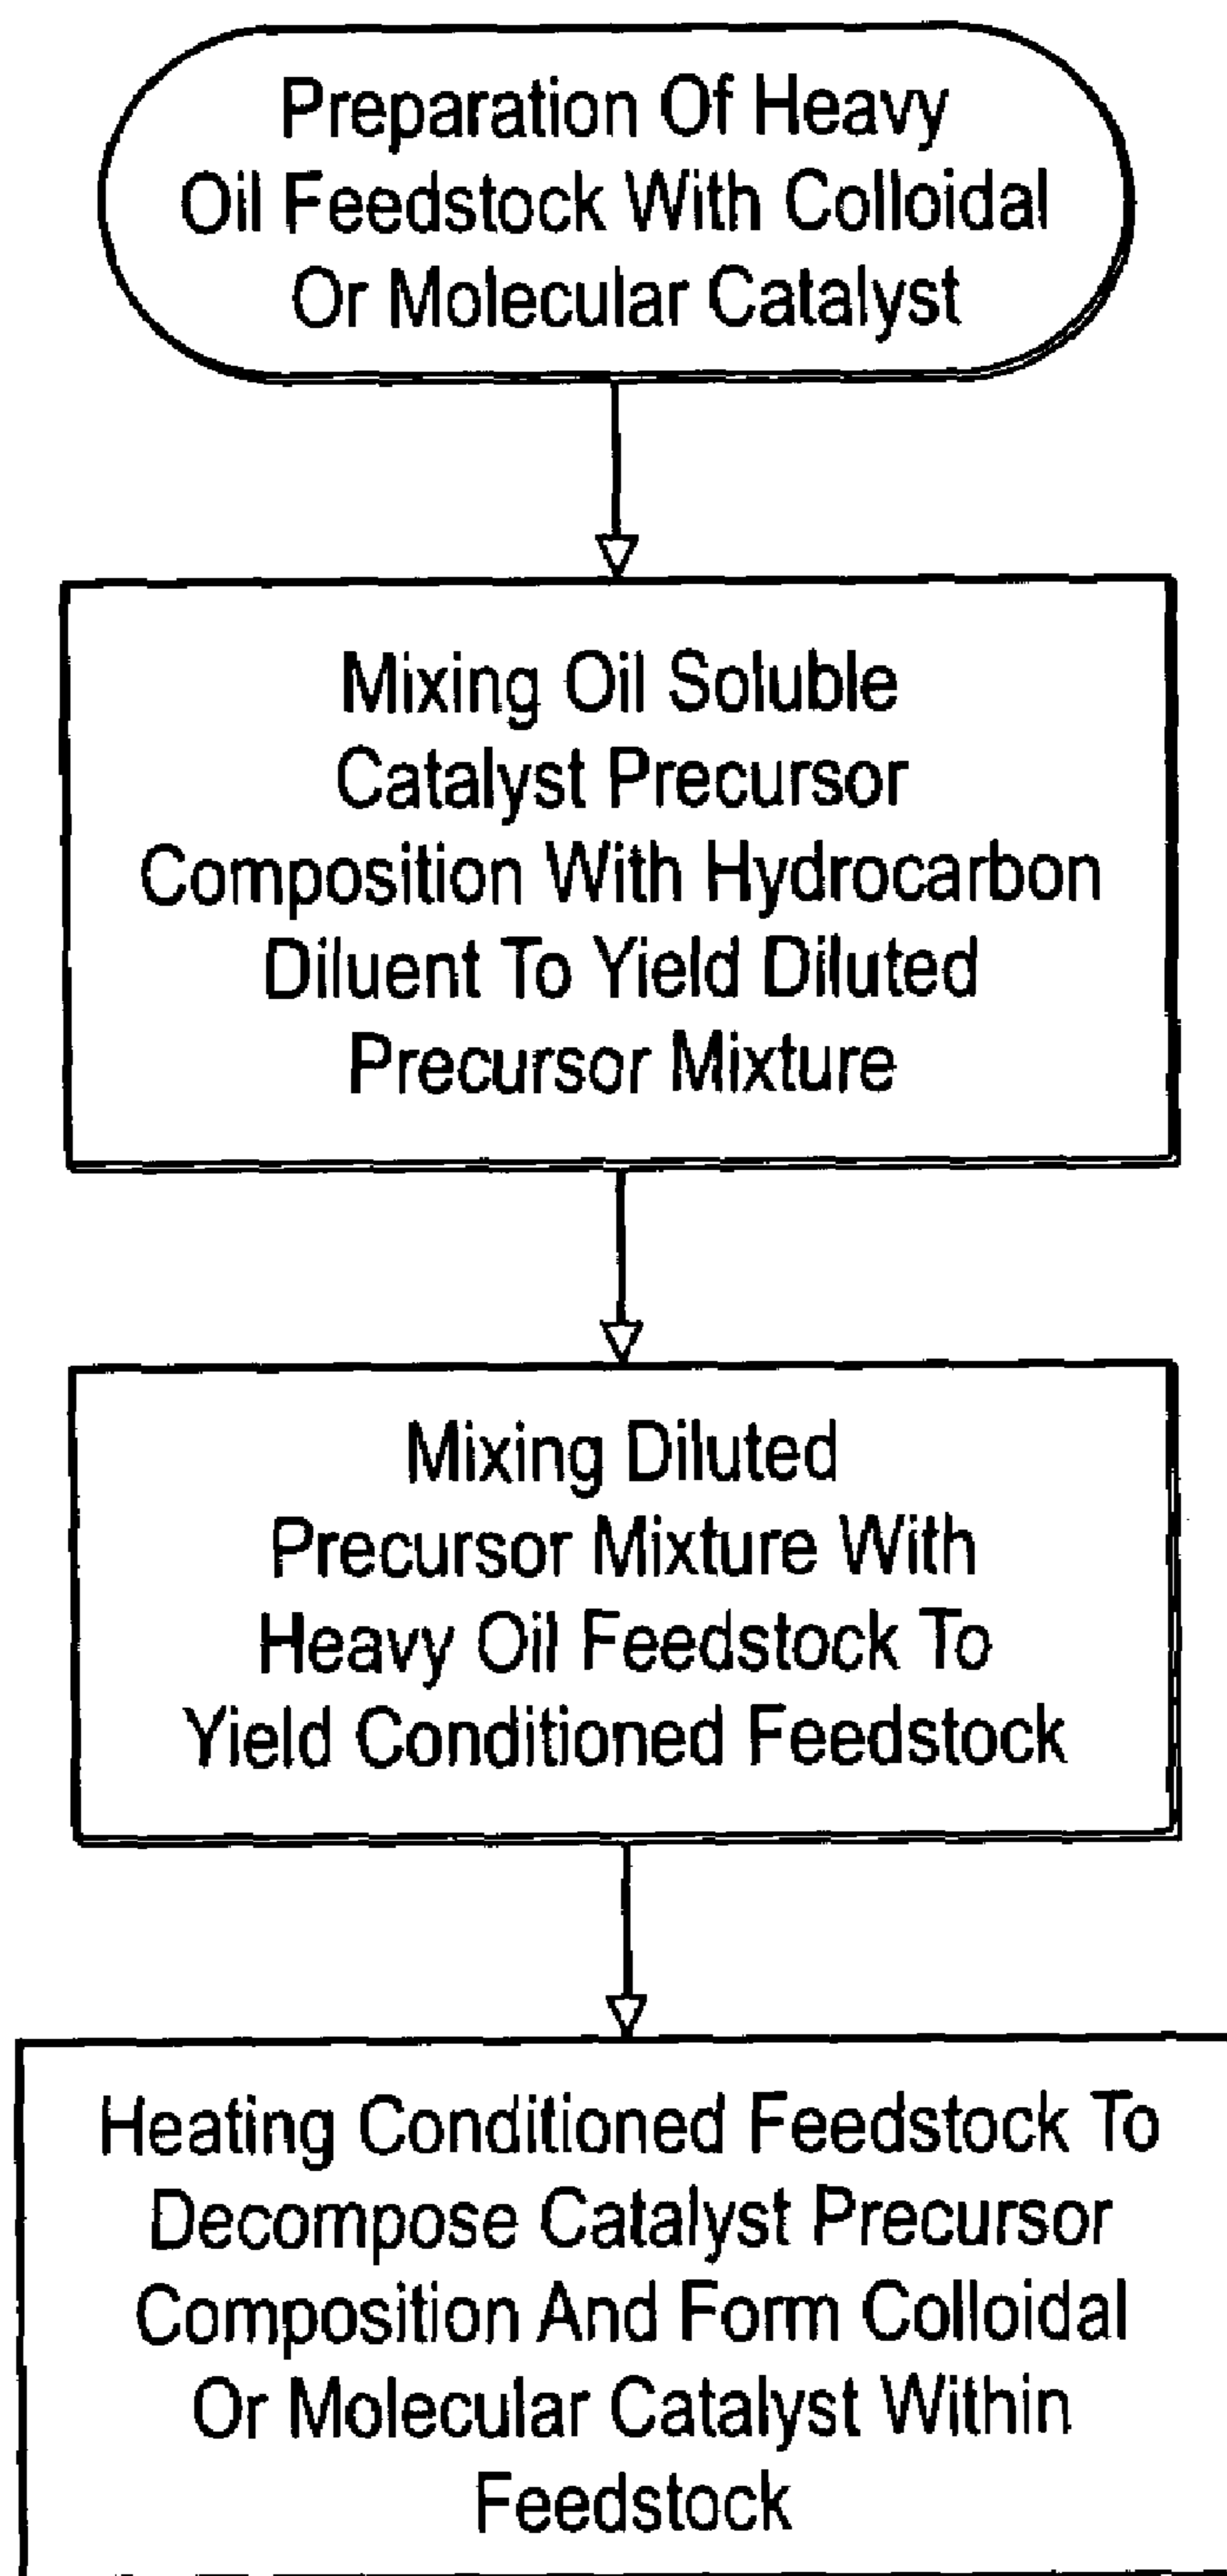 Preparation Of Heavy
Oil Feedstock With Colloidal
Or Molecular Catalyst
Mixing Oil Soluble
Catalyst Precursor
Composition With Hydrocarbon
Diluent To Yield Diluted
Precursor Mixture
Mixing Diluted
Precursor Mixture With
Heavy Oil Feedstock To
Yield Conditioned Feedstock
Heating Conditioned Feedstock To
Decompose Catalyst Precursor
Composition And Form Colloidal
Or Molecular Catalyst Within
Feedstock